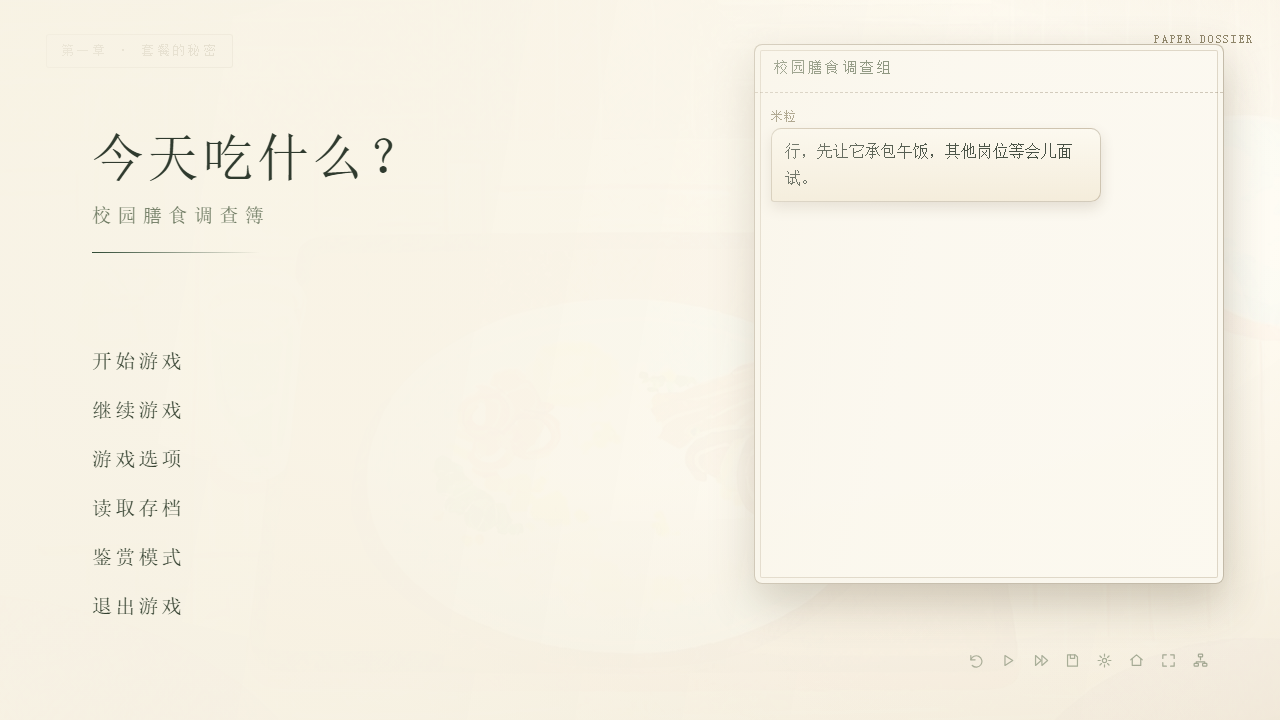 第一章 · 套餐的秘密
PAPER DOSSIER
校园膳食调查组
米粒
行，先让它承包午饭，其他岗位等会儿面
试。
今天吃什么？
校园膳食调查簿
开始游戏
继续游戏
游戏选项
读取存档
鉴赏模式
退出游戏